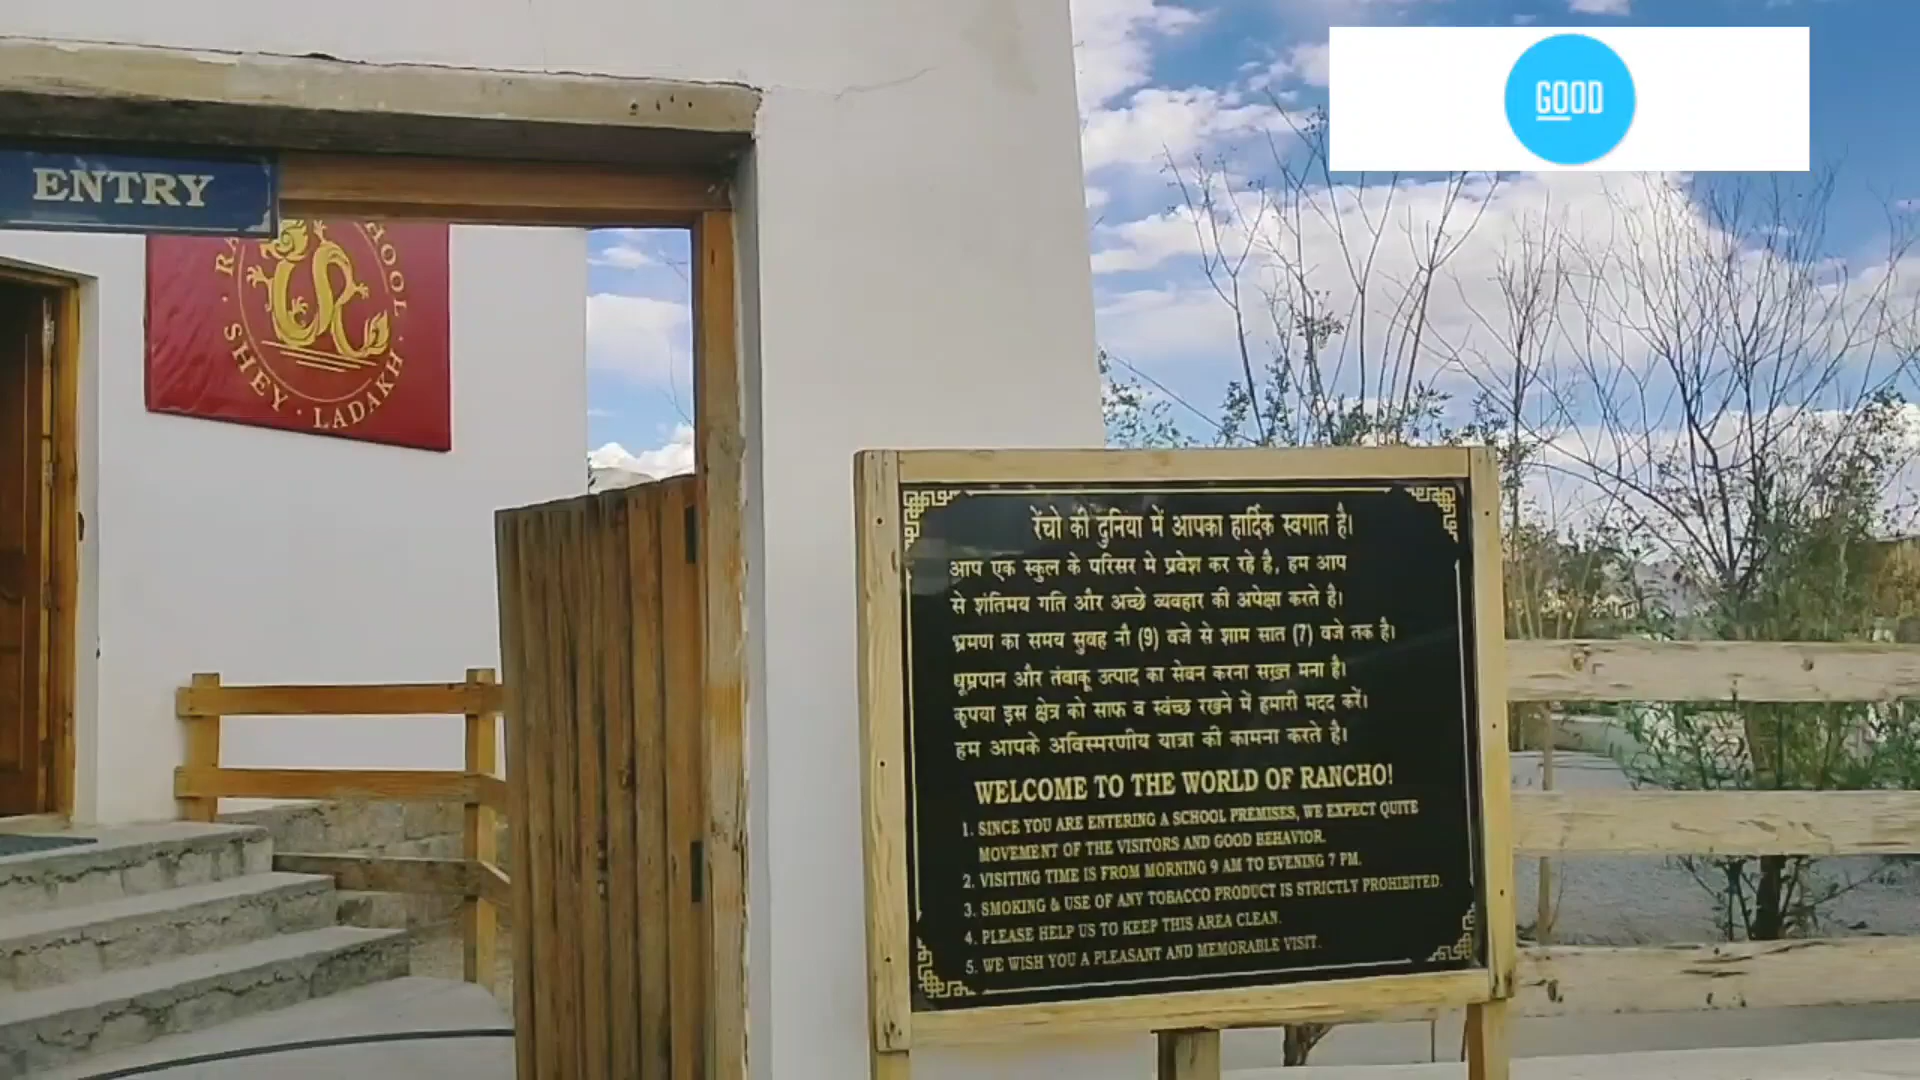 GOOD
ENTRY
SHEY · LADAKH ·
रेंचो की दुनिया में आपका हार्दिक स्वगात है।
आप एक स्कुल के परिसर मे प्रवेश कर रहे है, हम आप
से शंतिमय गति और अच्छे व्यवहार की अपेक्षा करते है।
भ्रमण का समय सुवह नौ (9) वजे से शाम सात (7) वजे तक है।
धूम्रपान और तंवाकू उत्पाद का सेवन करना सख़्त मना है।
कृपया इस क्षेत्र को साफ व स्वंच्छ रखने में हमारी मदद करें।
हम आपके अविस्मरणीय यात्रा की कामना करते है।
WELCOME TO THE WORLD OF RANCHO!
1. SINCE YOU ARE ENTERING A SCHOOL PREMISES, WE EXPECT QUITE
MOVEMENT OF THE VISITORS AND GOOD BEHAVIOR.
2. VISITING TIME IS FROM MORNING 9 AM TO EVENING 7 PM.
3. SMOKING & USE OF ANY TOBACCO PRODUCT IS STRICTLY PROHIBITED.
4. PLEASE HELP US TO KEEP THIS AREA CLEAN.
5. WE WISH YOU A PLEASANT AND MEMORABLE VISIT.